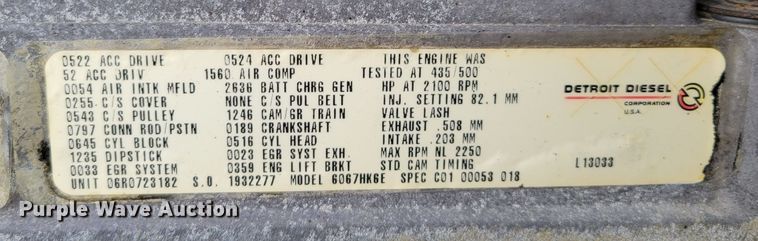 0522 ACC DRIVE 0524 ACC DRIVE THIS ENGINE WAS
52 ACC DRIV 1560 AIR COMP TESTED AT 435/500
0054 AIR INTK MFLD 2636 BATT CHRG GEN HP AT 2100 RPM
0255 C/S COVER NONE C/S PUL BELT INJ. SETTING 82.1 MM
0543 C/S PULLEY 1246 CAM/GR TRAIN VALVE LASH
0797 CONN ROD/PSTN 0189 CRANKSHAFT EXHAUST .508 MM
0645 CYL BLOCK 0516 CYL HEAD INTAKE .203 MM
1235 DIPSTICK 0023 EGR SYST EXH. MAX RPM NL 2250
0033 EGR SYSTEM 0359 ENG LIFT BRKT STD CAM TIMING
UNIT 06R0723182 S.O. 1932277 MODEL 6067HK6E SPEC C01 00053 018
DETROIT DIESEL
CORPORATION
U.S.A.
L13033
Purple Wave Auction
Purple Wave Auction